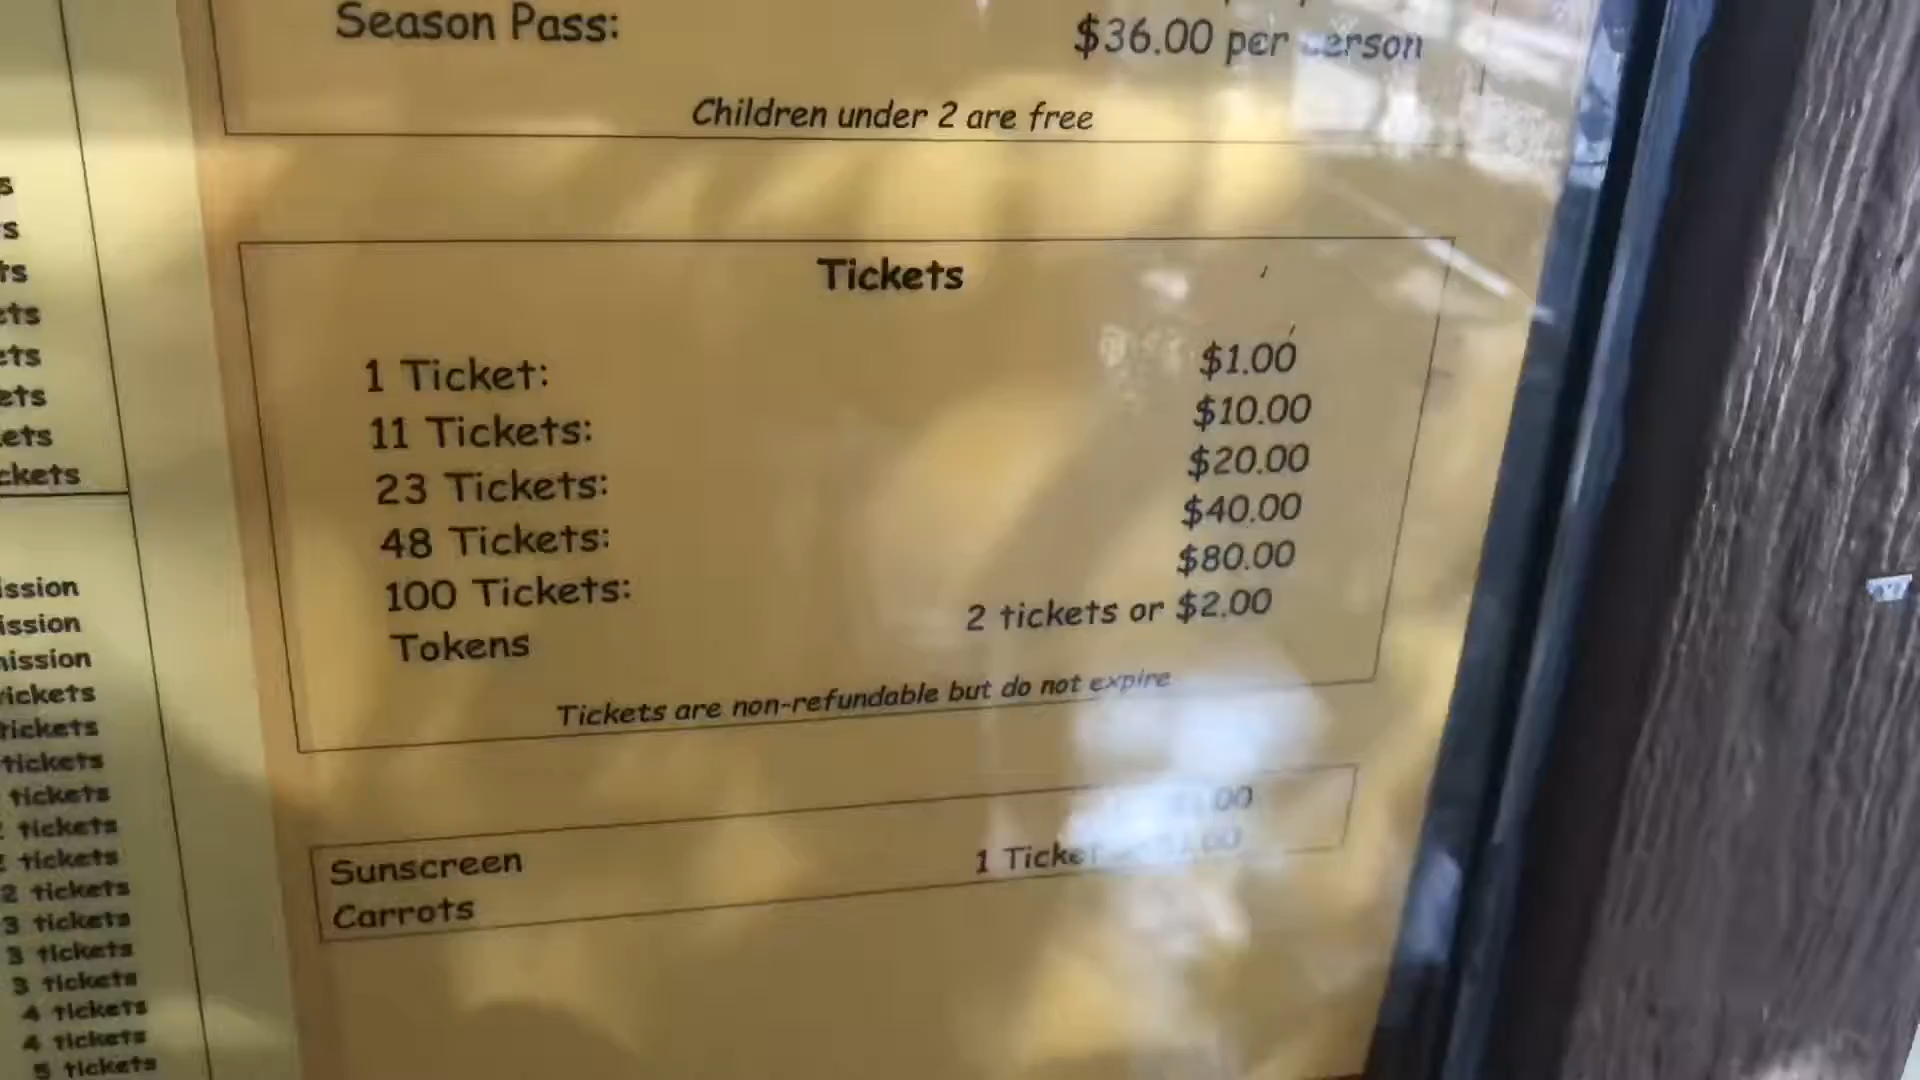 Season Pass: $36.00 per person
Children under 2 are free
Tickets
1 Ticket: $1.00
11 Tickets: $10.00
23 Tickets: $20.00
48 Tickets: $40.00
100 Tickets: $80.00
Tokens 2 tickets or $2.00
Tickets are non-refundable but do not expire
Sunscreen
Carrots 1 Ticket
tickets
tickets
tickets
tickets
2 tickets
3 tickets
3 tickets
3 tickets
4 tickets
4 tickets
5 tickets